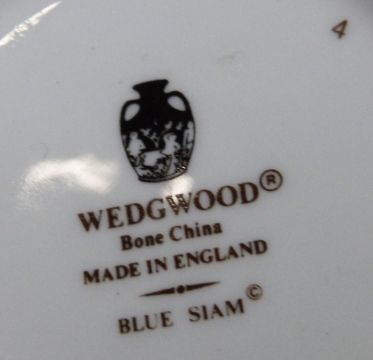 4
WEDGWOOD®
Bone China
MADE IN ENGLAND
BLUE SIAM©